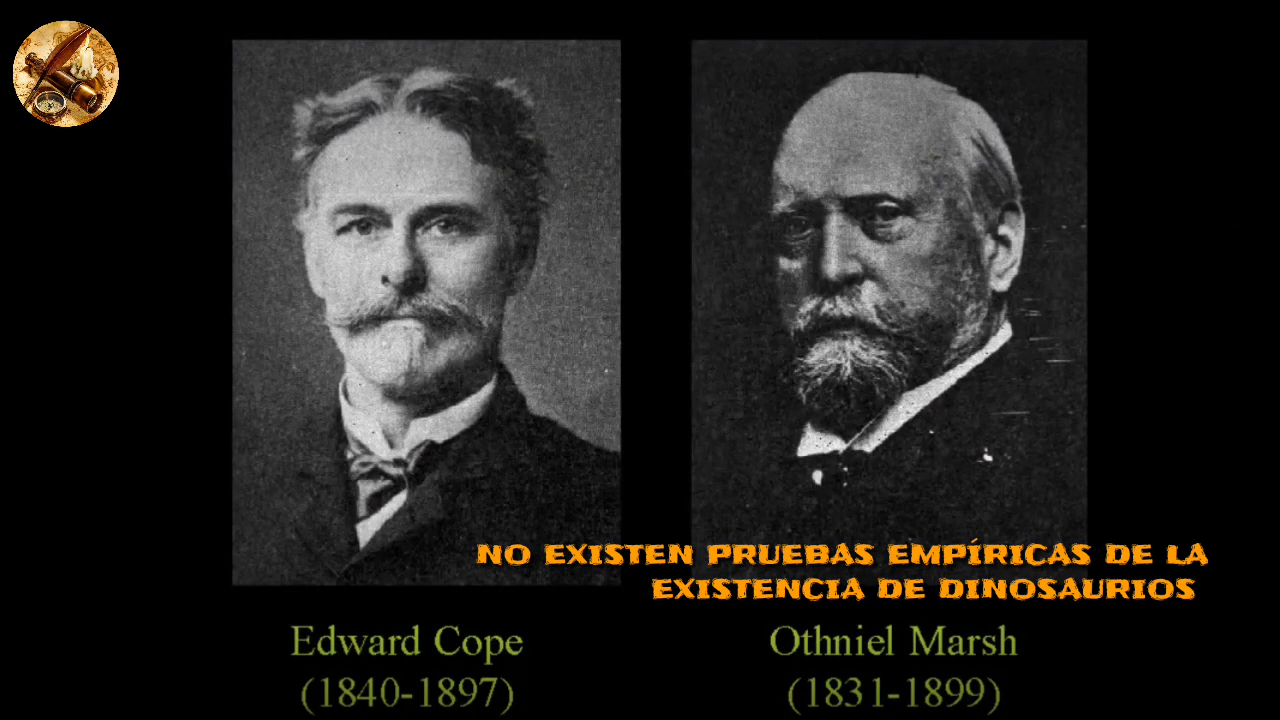 NO EXISTEN PRUEBAS EMPÍRICAS DE LA
EXISTENCIA DE DINOSAURIOS
Edward Cope
(1840-1897)
Othniel Marsh
(1831-1899)